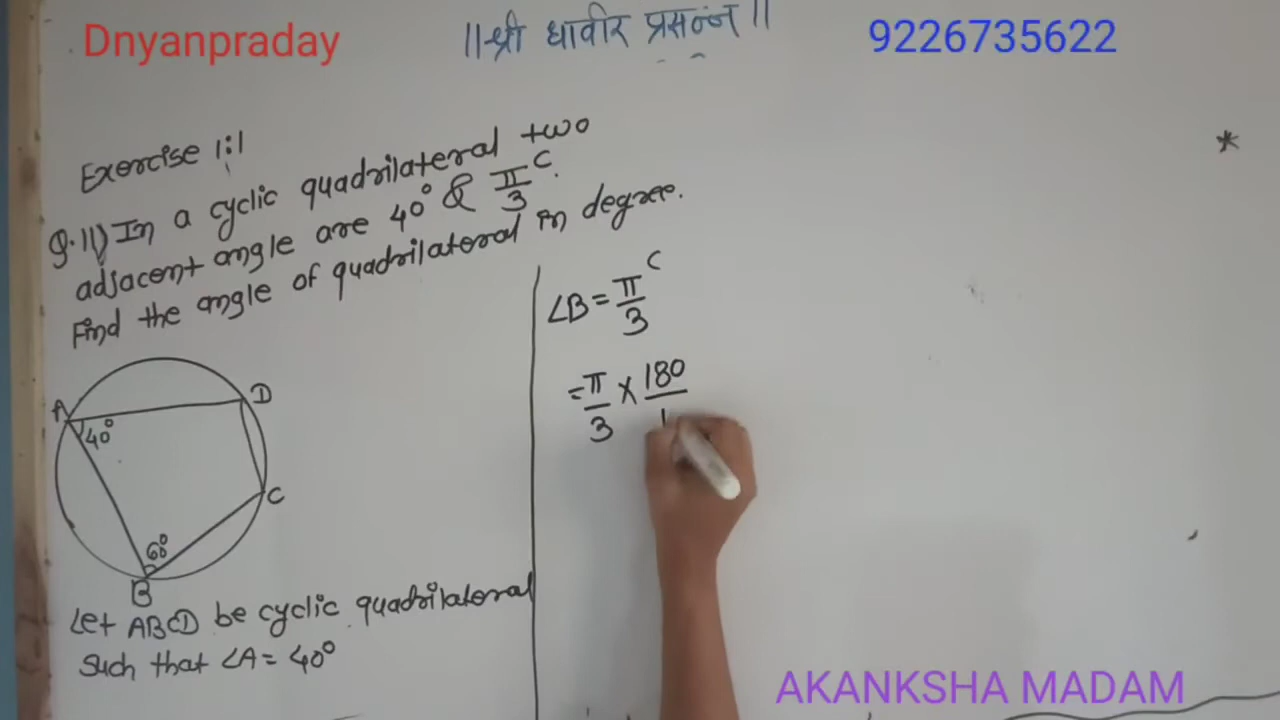 Dnyanpraday
||श्री धावीर प्रसन्न||
9226735622
Exercise 1:1
Q.11) In a cyclic quadrilateral two
adjacent angle are 40° & π/3 c.
Find the angle of quadrilateral in degree.
A
D
40°
C
60°
B
Let ABCD be cyclic quadrilateral
such that ∠A = 40°
∠B = π/3 c
= π/3 × 180/
*
AKANKSHA MADAM